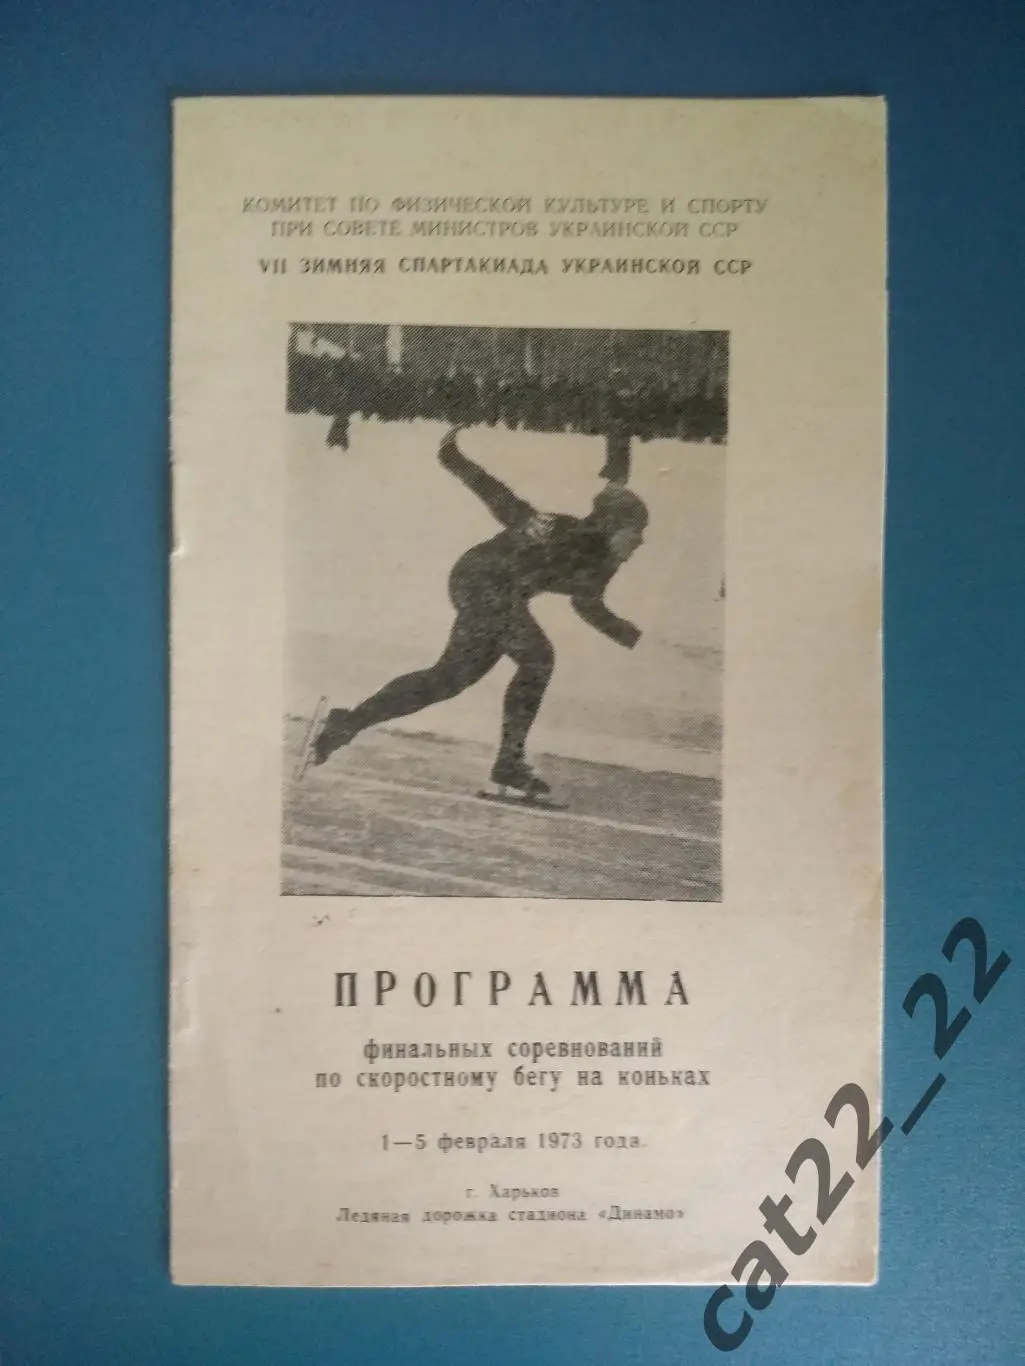 КОМИТЕТ ПО ФИЗИЧЕСКОЙ КУЛЬТУРЕ И СПОРТУ
ПРИ СОВЕТЕ МИНИСТРОВ УКРАИНСКОЙ ССР
VII ЗИМНЯЯ СПАРТАКИАДА УКРАИНСКОЙ ССР
ПРОГРАММА
финальных соревнований
по скоростному бегу на коньках
1—5 февраля 1973 года.
г. Харьков
Ледяная дорожка стадиона «Динамо»
cat22_22